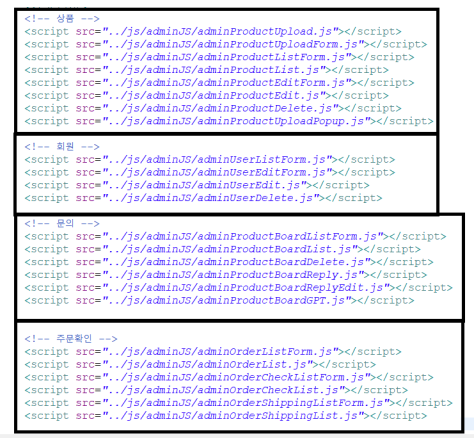 <!-- 상품 -->
<script src="../js/adminJS/adminProductUpload.js"></script>
<script src="../js/adminJS/adminProductUploadForm.js"></script>
<script src="../js/adminJS/adminProductListForm.js"></script>
<script src="../js/adminJS/adminProductList.js"></script>
<script src="../js/adminJS/adminProductEditForm.js"></script>
<script src="../js/adminJS/adminProductEdit.js"></script>
<script src="../js/adminJS/adminProductDelete.js"></script>
<script src="../js/adminJS/adminProductUploadPopup.js"></script>
<!-- 회원 -->
<script src="../js/adminJS/adminUserListForm.js"></script>
<script src="../js/adminJS/adminUserEditForm.js"></script>
<script src="../js/adminJS/adminUserEdit.js"></script>
<script src="../js/adminJS/adminUserDelete.js"></script>
<!-- 문의 -->
<script src="../js/adminJS/adminProductBoardListForm.js"></script>
<script src="../js/adminJS/adminProductBoardList.js"></script>
<script src="../js/adminJS/adminProductBoardDelete.js"></script>
<script src="../js/adminJS/adminProductBoardReply.js"></script>
<script src="../js/adminJS/adminProductBoardReplyEdit.js"></script>
<script src="../js/adminJS/adminProductBoardGPT.js"></script>
<!-- 주문확인 -->
<script src="../js/adminJS/adminOrderListForm.js"></script>
<script src="../js/adminJS/adminOrderList.js"></script>
<script src="../js/adminJS/adminOrderCheckListForm.js"></script>
<script src="../js/adminJS/adminOrderCheckList.js"></script>
<script src="../js/adminJS/adminOrderShippingListForm.js"></script>
<script src="../js/adminJS/adminOrderShippingList.js"></script>